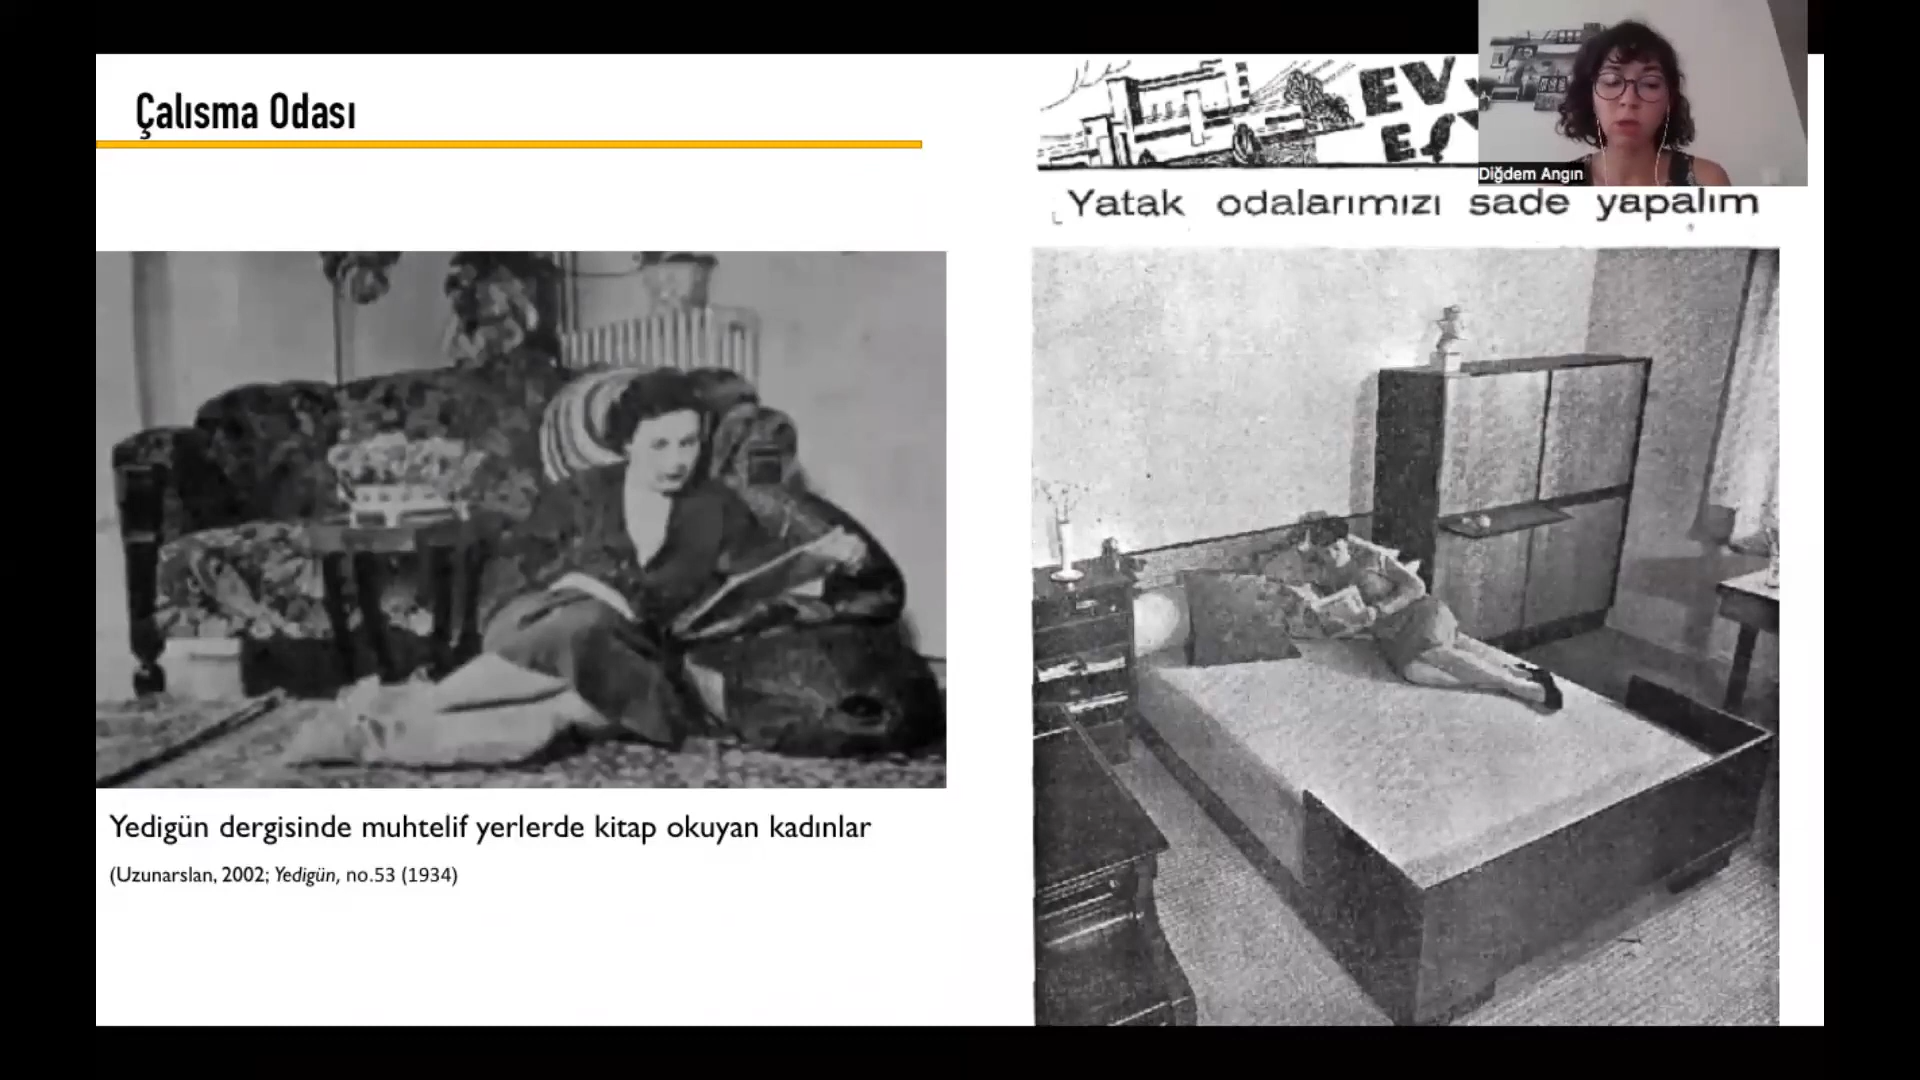 Çalısma Odası
EV
Diğdem Angın
Yatak odalarımızı sade yapalım
Yedigün dergisinde muhtelif yerlerde kitap okuyan kadınlar
(Uzunarslan, 2002; Yedigün, no.53 (1934)